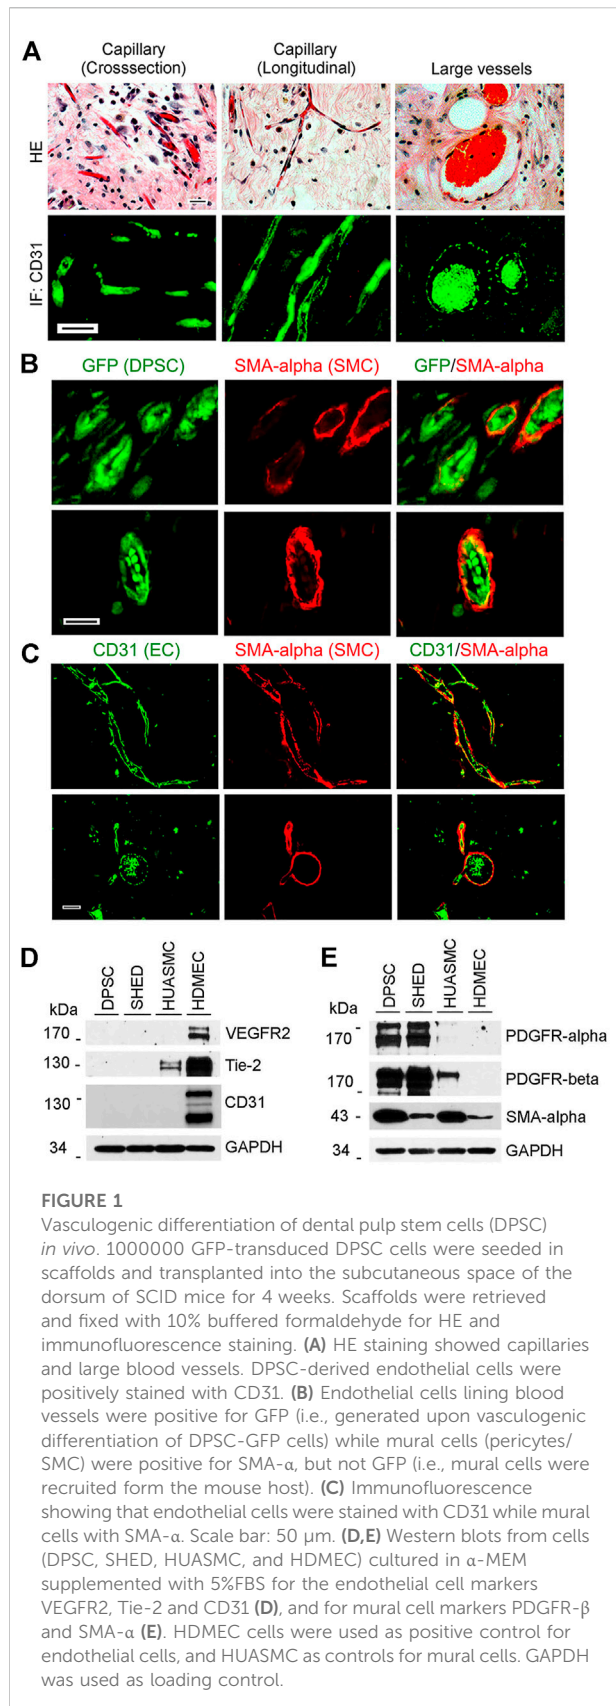 A
Capillary
(Crosssection)
Capillary
(Longitudinal)
Large vessels
HE
IF: CD31
B
GFP (DPSC)
SMA-alpha (SMC)
GFP/SMA-alpha
C
CD31 (EC)
SMA-alpha (SMC)
CD31/SMA-alpha
D
DPSC
SHED
HUASMC
HDMEC
kDa
170
VEGFR2
130
Tie-2
130
CD31
34
GAPDH
E
DPSC
SHED
HUASMC
HDMEC
kDa
170
PDGFR-alpha
170
PDGFR-beta
43
SMA-alpha
34
GAPDH
FIGURE 1
Vasculogenic differentiation of dental pulp stem cells (DPSC)
in vivo. 1000000 GFP-transduced DPSC cells were seeded in
scaffolds and transplanted into the subcutaneous space of the
dorsum of SCID mice for 4 weeks. Scaffolds were retrieved
and fixed with 10% buffered formaldehyde for HE and
immunofluorescence staining. (A) HE staining showed capillaries
and large blood vessels. DPSC-derived endothelial cells were
positively stained with CD31. (B) Endothelial cells lining blood
vessels were positive for GFP (i.e., generated upon vasculogenic
differentiation of DPSC-GFP cells) while mural cells (pericytes/
SMC) were positive for SMA-α, but not GFP (i.e., mural cells were
recruited form the mouse host). (C) Immunofluorescence
showing that endothelial cells were stained with CD31 while mural
cells with SMA-α. Scale bar: 50 μm. (D,E) Western blots from cells
(DPSC, SHED, HUASMC, and HDMEC) cultured in α-MEM
supplemented with 5%FBS for the endothelial cell markers
VEGFR2, Tie-2 and CD31 (D), and for mural cell markers PDGFR-β
and SMA-α (E). HDMEC cells were used as positive control for
endothelial cells, and HUASMC as controls for mural cells. GAPDH
was used as loading control.